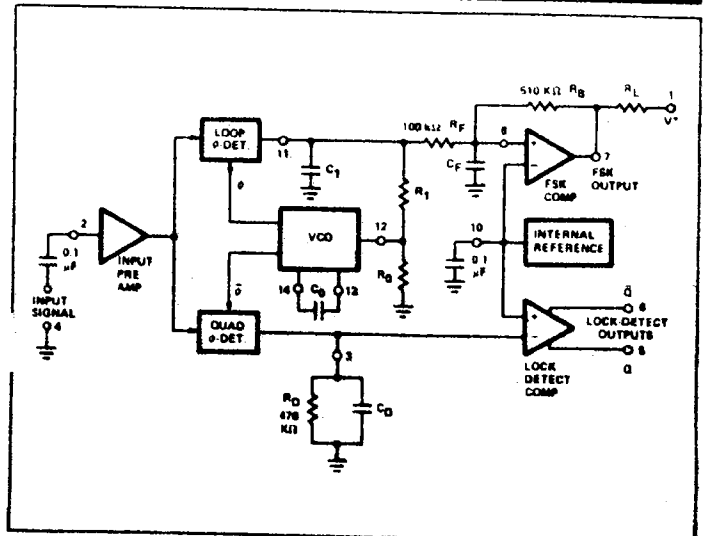 510 KΩ R_B
R_L
1
V⁺
100 kΩ R_F
LOOP
φ-DET.
11
8
C_F
+
−
7
FSK
OUTPUT
FSK
COMP
C_1
φ
R_1
2
VCO
12
10
INTERNAL
REFERENCE
0.1
μF
0.1
μF
INPUT
PRE
AMP
R_0
φ̄
14
13
C_0
INPUT
SIGNAL
4
QUAD
φ-DET.
+
−
Q̄
6
LOCK-DETECT
OUTPUTS
5
Q
3
LOCK
DETECT
COMP
R_D
470
KΩ
C_D